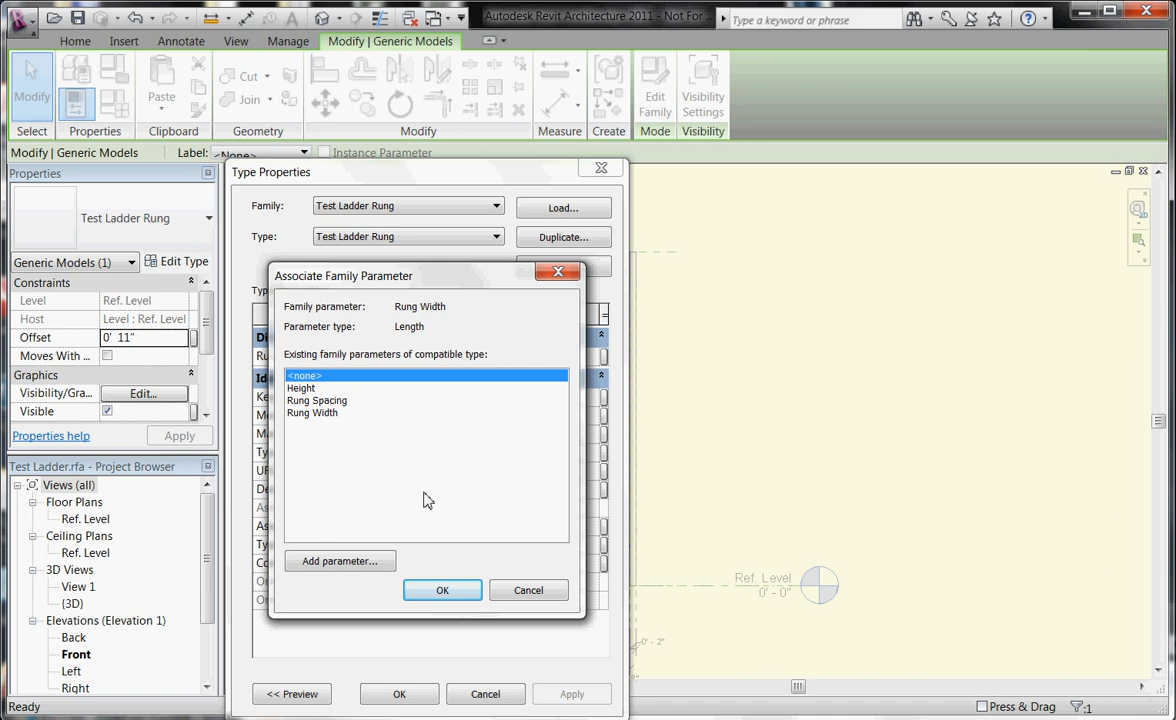 Autodesk Revit Architecture 2011 - Not For ...
Type a keyword or phrase
Home Insert Annotate View Manage Modify | Generic Models
Modify
Paste
Cut
Join
Edit Family
Visibility Settings
Select Properties Clipboard Geometry Modify Measure Create Mode Visibility
Modify | Generic Models Label: <None> Instance Parameter
Properties
Test Ladder Rung
Generic Models (1) Edit Type
Constraints
Level Ref. Level
Host Level : Ref. Level
Offset 0' 11"
Moves With ...
Graphics
Visibility/Gra... Edit...
Visible
Properties help Apply
Test Ladder.rfa - Project Browser
Views (all)
Floor Plans
Ref. Level
Ceiling Plans
Ref. Level
3D Views
View 1
{3D}
Elevations (Elevation 1)
Back
Front
Left
Right
Ready
Type Properties
Family: Test Ladder Rung Load...
Type: Test Ladder Rung Duplicate...
Associate Family Parameter
Family parameter: Rung Width
Parameter type: Length
Existing family parameters of compatible type:
<none>
Height
Rung Spacing
Rung Width
Add parameter...
OK Cancel
<< Preview OK Cancel Apply
Ref. Level
0' - 0"
0' - 2"
Press & Drag :1